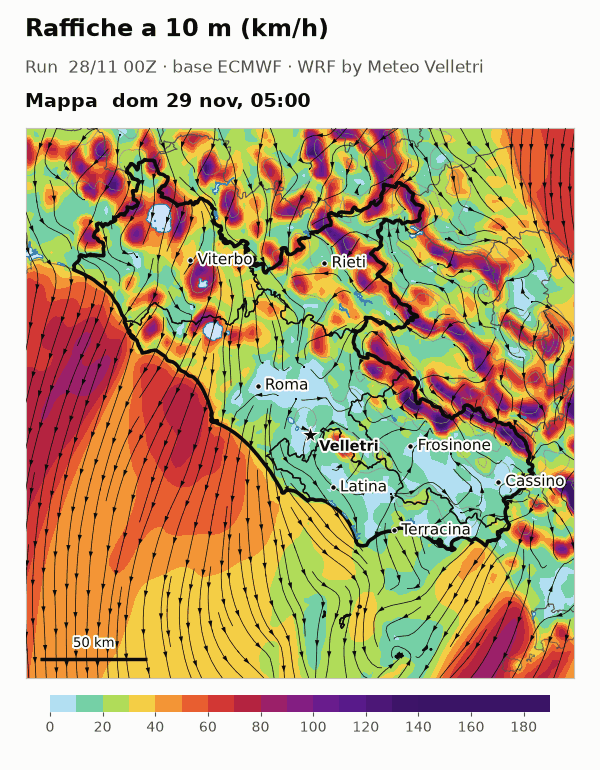 Raffiche a 10 m (km/h)
Run  28/11 00Z · base ECMWF · WRF by Meteo Velletri
Mappa  dom 29 nov, 05:00
Viterbo
Rieti
Roma
Velletri
Frosinone
Latina
Cassino
Terracina
50 km
0 20 40 60 80 100 120 140 160 180